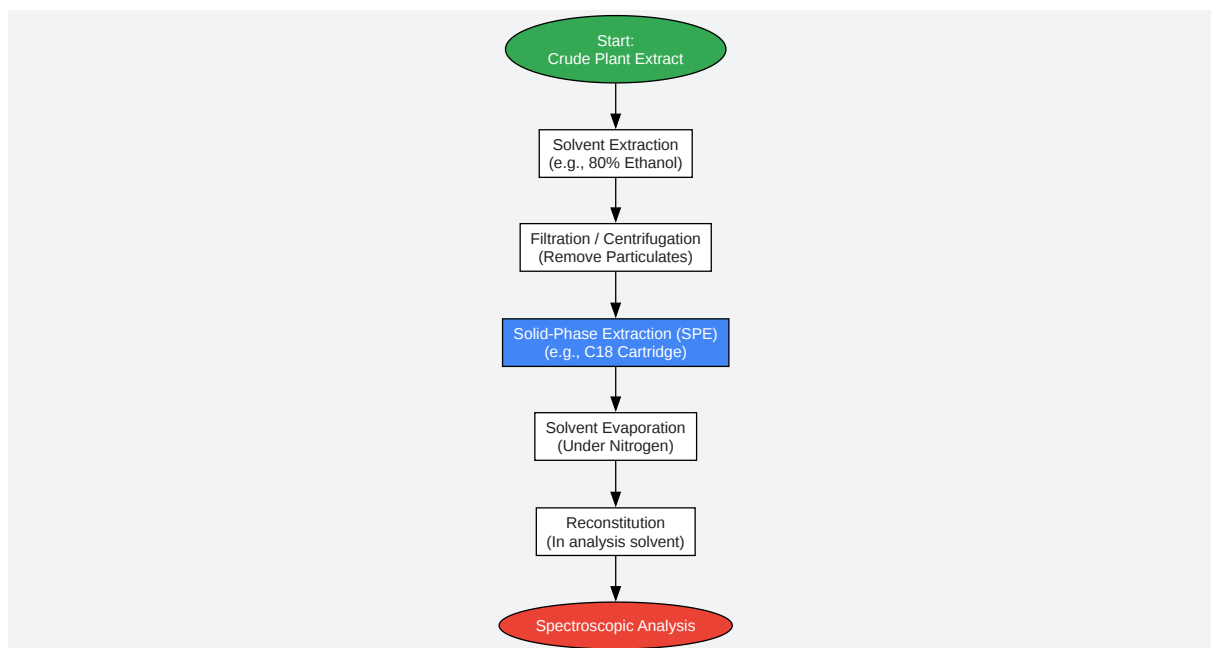 Start:
Crude Plant Extract
Solvent Extraction
(e.g., 80% Ethanol)
Filtration / Centrifugation
(Remove Particulates)
Solid-Phase Extraction (SPE)
(e.g., C18 Cartridge)
Solvent Evaporation
(Under Nitrogen)
Reconstitution
(In analysis solvent)
Spectroscopic Analysis